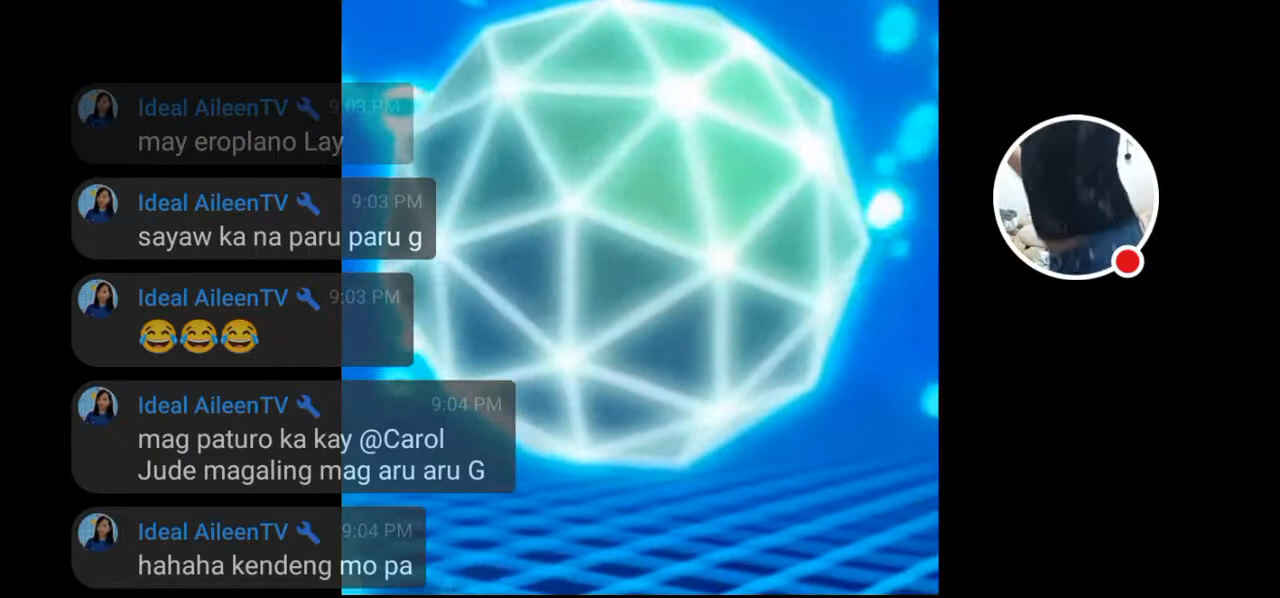 Ideal AileenTV 9:03 PM
may eroplano Lay
Ideal AileenTV 9:03 PM
sayaw ka na paru paru g
Ideal AileenTV 9:03 PM
😂😂😂
Ideal AileenTV 9:04 PM
mag paturo ka kay @Carol
Jude magaling mag aru aru G
Ideal AileenTV 9:04 PM
hahaha kendeng mo pa